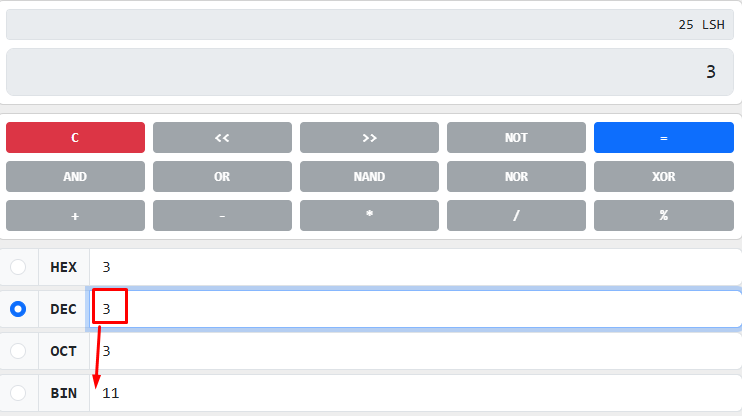 25 LSH
3
C << >> NOT =
AND OR NAND NOR XOR
+ - * / %
HEX 3
DEC 3
OCT 3
BIN 11